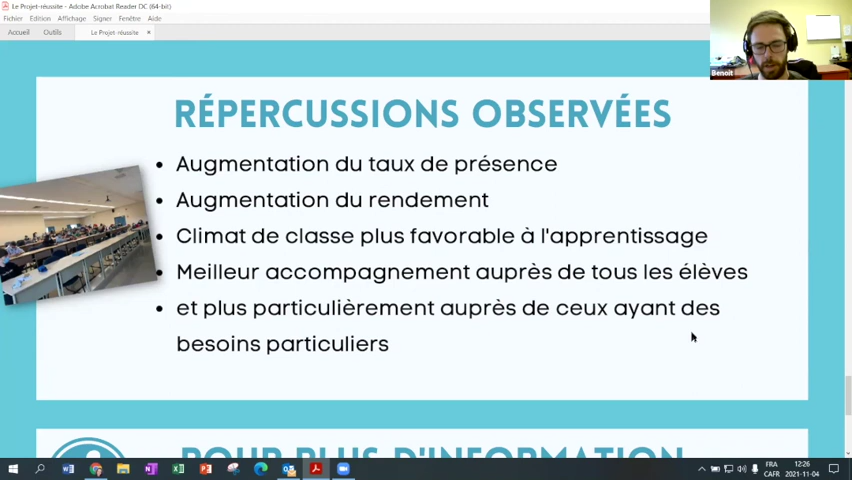 Le Projet-réussite - Adobe Acrobat Reader DC (64-bit)
Fichier Edition Affichage Signer Fenêtre Aide
Accueil Outils Le Projet-réussite ×
Benoit
RÉPERCUSSIONS OBSERVÉES
• Augmentation du taux de présence
• Augmentation du rendement
• Climat de classe plus favorable à l'apprentissage
• Meilleur accompagnement auprès de tous les élèves
• et plus particulièrement auprès de ceux ayant des
besoins particuliers
POUR PLUS D'INFORMATION
FRA 12:26
CAFR 2021-11-04